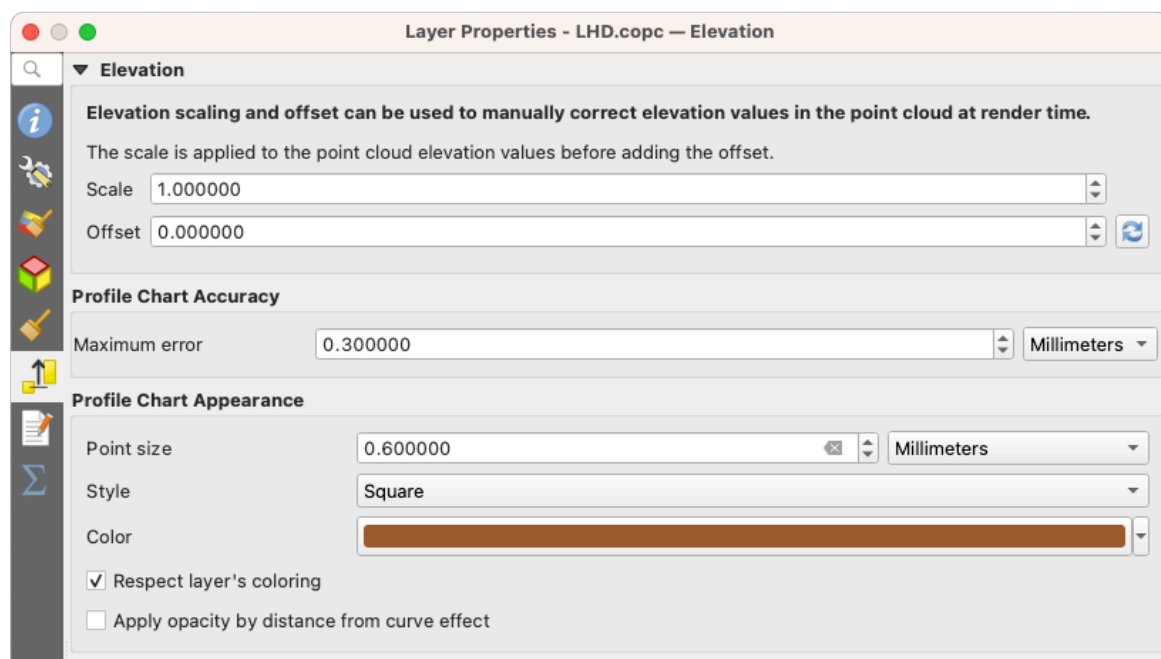 Layer Properties - LHD.copc — Elevation
Elevation
Elevation scaling and offset can be used to manually correct elevation values in the point cloud at render time.
The scale is applied to the point cloud elevation values before adding the offset.
Scale 1.000000
Offset 0.000000
Profile Chart Accuracy
Maximum error 0.300000 Millimeters
Profile Chart Appearance
Point size 0.600000 Millimeters
Style Square
Color
Respect layer's coloring
Apply opacity by distance from curve effect